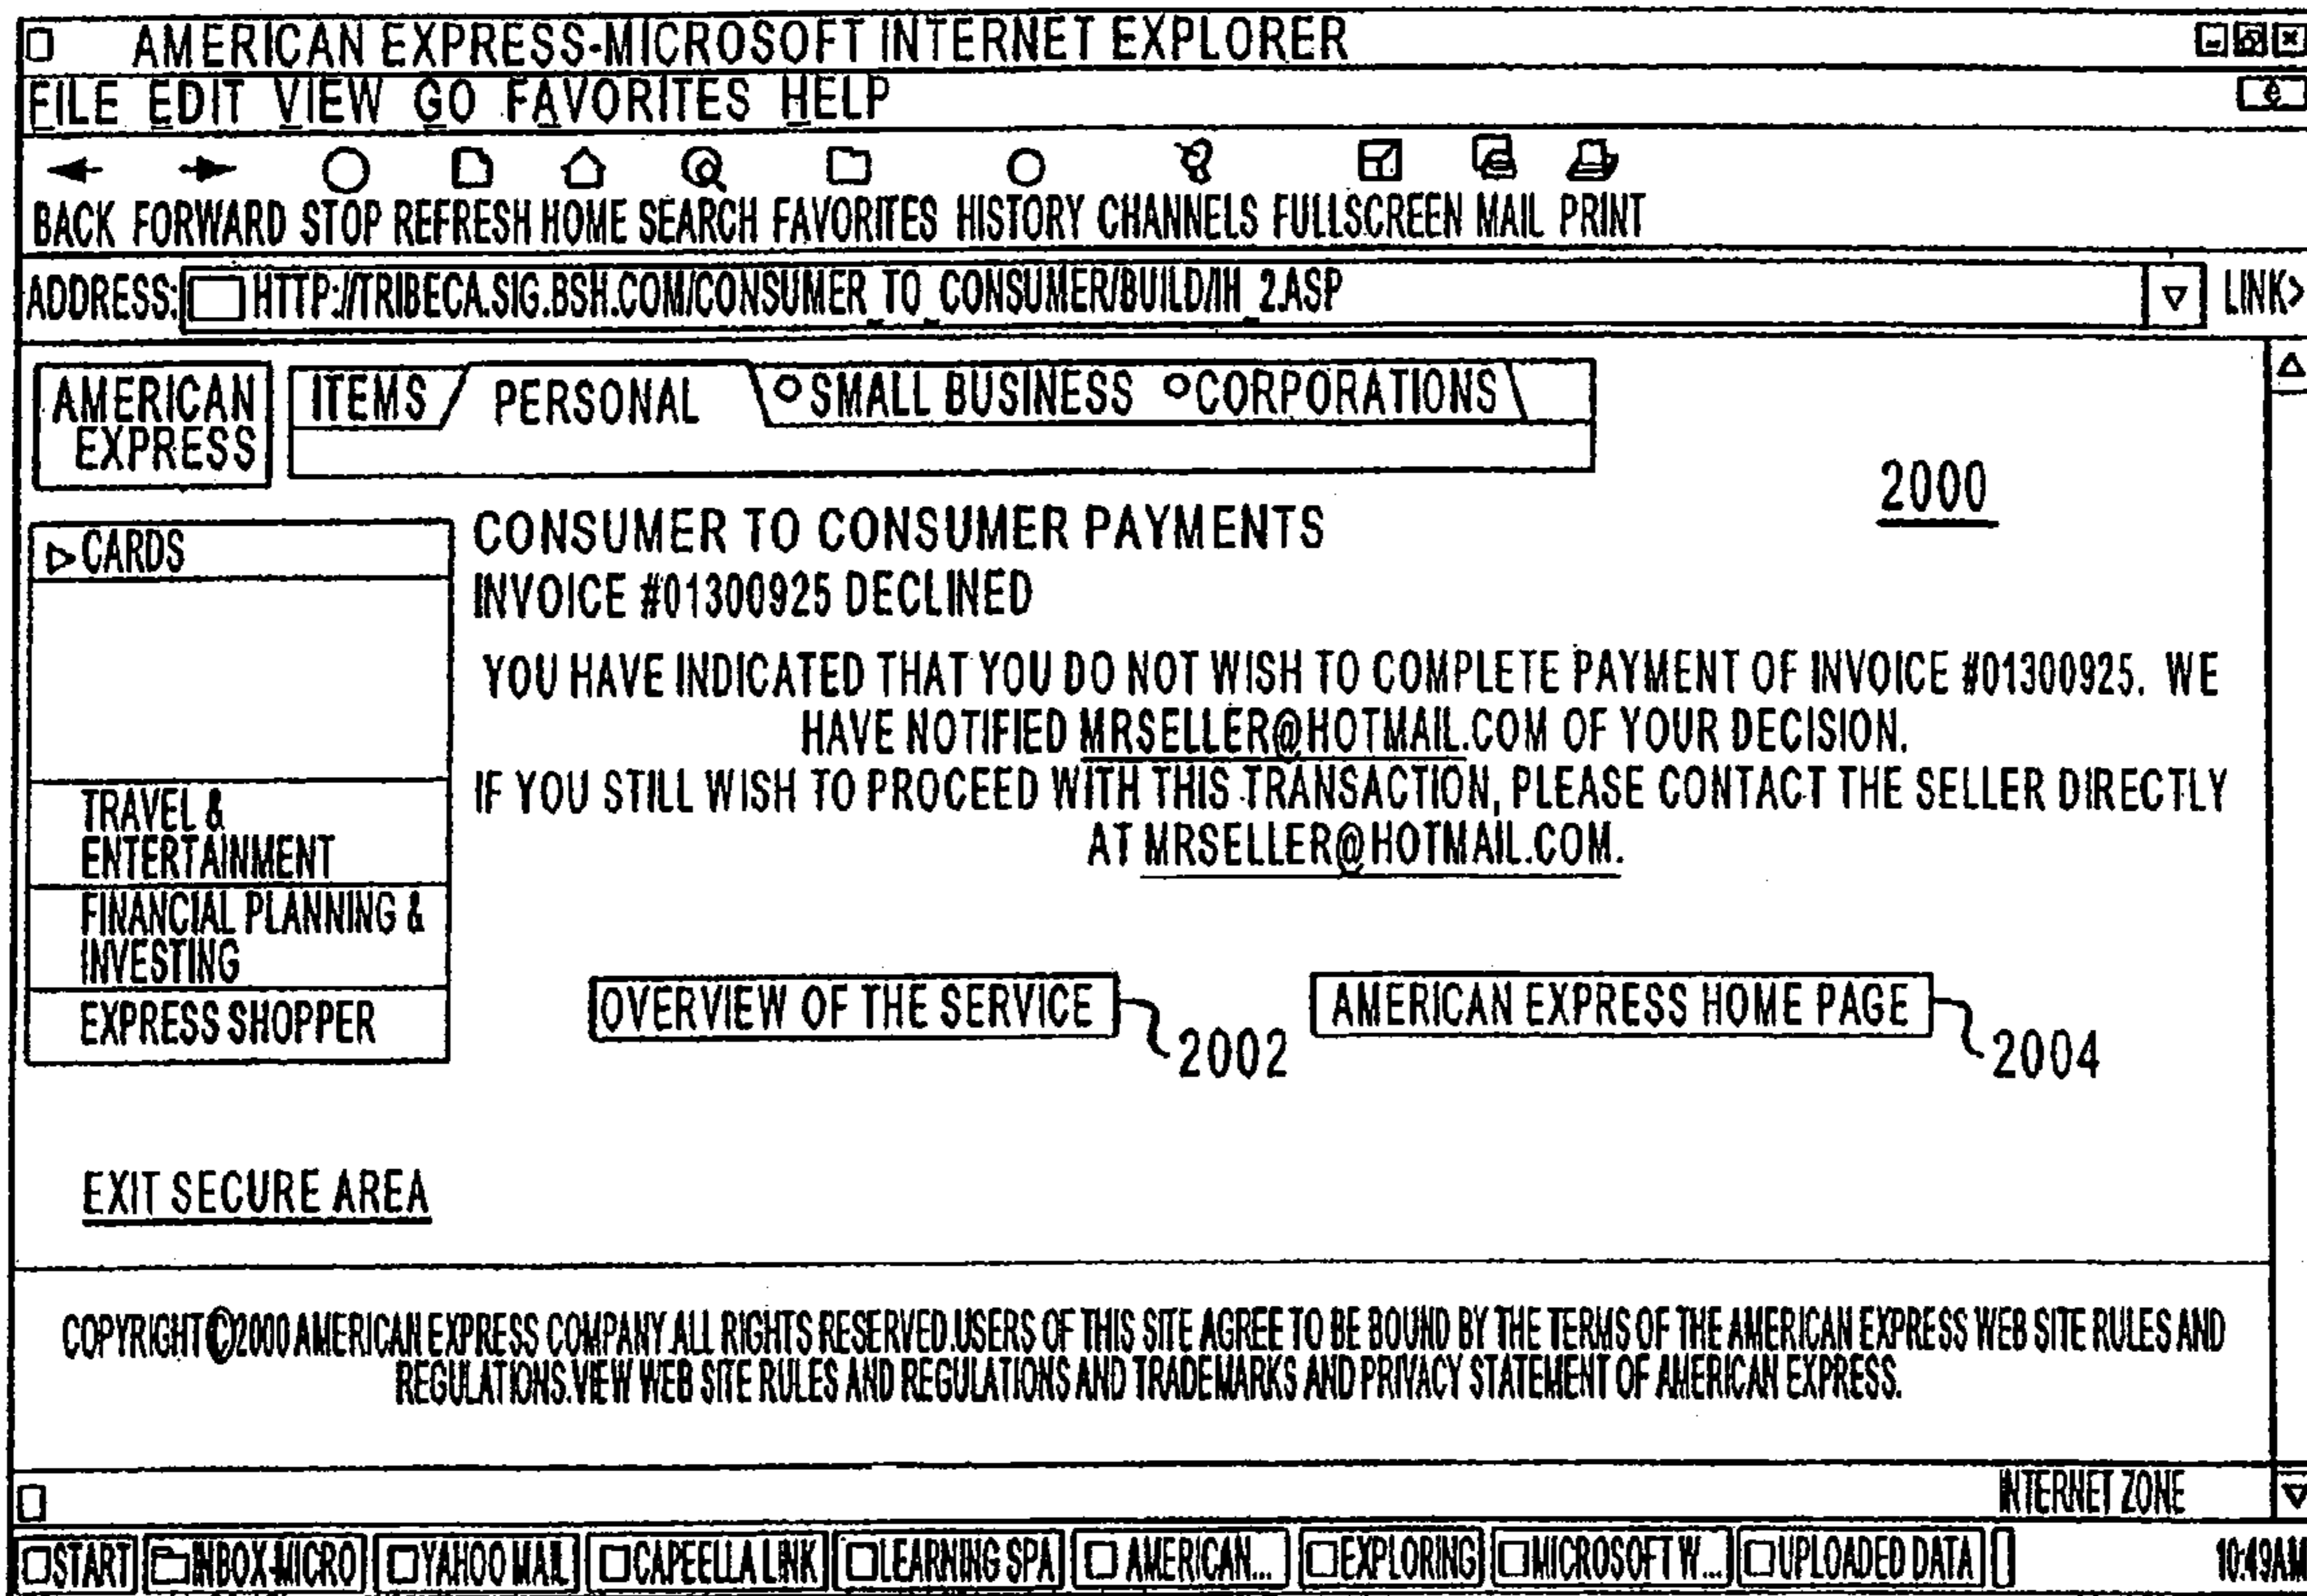 AMERICAN EXPRESS-MICROSOFT INTERNET EXPLORER
FILE EDIT VIEW GO FAVORITES HELP
BACK FORWARD STOP REFRESH HOME SEARCH FAVORITES HISTORY CHANNELS FULLSCREEN MAIL PRINT
ADDRESS: HTTP://TRIBECA.SIG.BSH.COM/CONSUMER_TO_CONSUMER/BUILD/IH_2.ASP LINK>
AMERICAN
EXPRESS
ITEMS PERSONAL SMALL BUSINESS CORPORATIONS
2000
CARDS
TRAVEL &
ENTERTAINMENT
FINANCIAL PLANNING &
INVESTING
EXPRESS SHOPPER
CONSUMER TO CONSUMER PAYMENTS
INVOICE #01300925 DECLINED
YOU HAVE INDICATED THAT YOU DO NOT WISH TO COMPLETE PAYMENT OF INVOICE #01300925. WE
HAVE NOTIFIED MRSELLER@HOTMAIL.COM OF YOUR DECISION.
IF YOU STILL WISH TO PROCEED WITH THIS TRANSACTION, PLEASE CONTACT THE SELLER DIRECTLY
AT MRSELLER@HOTMAIL.COM.
OVERVIEW OF THE SERVICE 2002 AMERICAN EXPRESS HOME PAGE 2004
EXIT SECURE AREA
COPYRIGHT©2000 AMERICAN EXPRESS COMPANY.ALL RIGHTS RESERVED.USERS OF THIS SITE AGREE TO BE BOUND BY THE TERMS OF THE AMERICAN EXPRESS WEB SITE RULES AND
REGULATIONS.VIEW WEB SITE RULES AND REGULATIONS AND TRADEMARKS AND PRIVACY STATEMENT OF AMERICAN EXPRESS.
INTERNET ZONE
START INBOX-MICRO YAHOO MAIL CAPEELLA LINK LEARNING SPA AMERICAN... EXPLORING MICROSOFT W... UPLOADED DATA 10:49AM